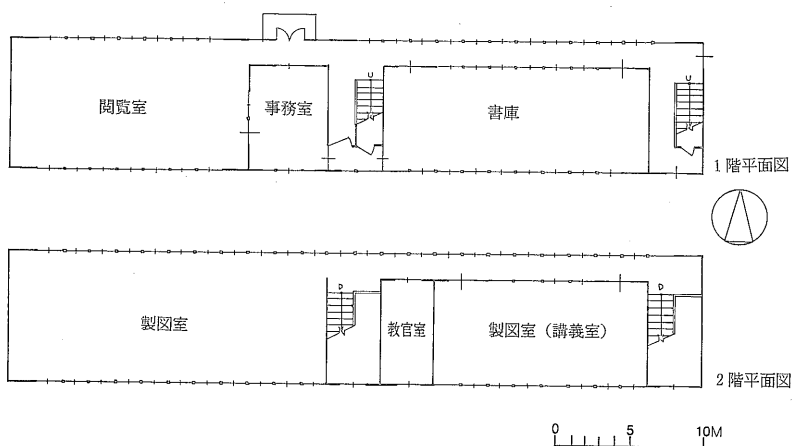 閲覧室
事務室
U
書庫
U
1階平面図
製図室
D
教官室
製図室（講義室）
D
2階平面図
0 5 10M